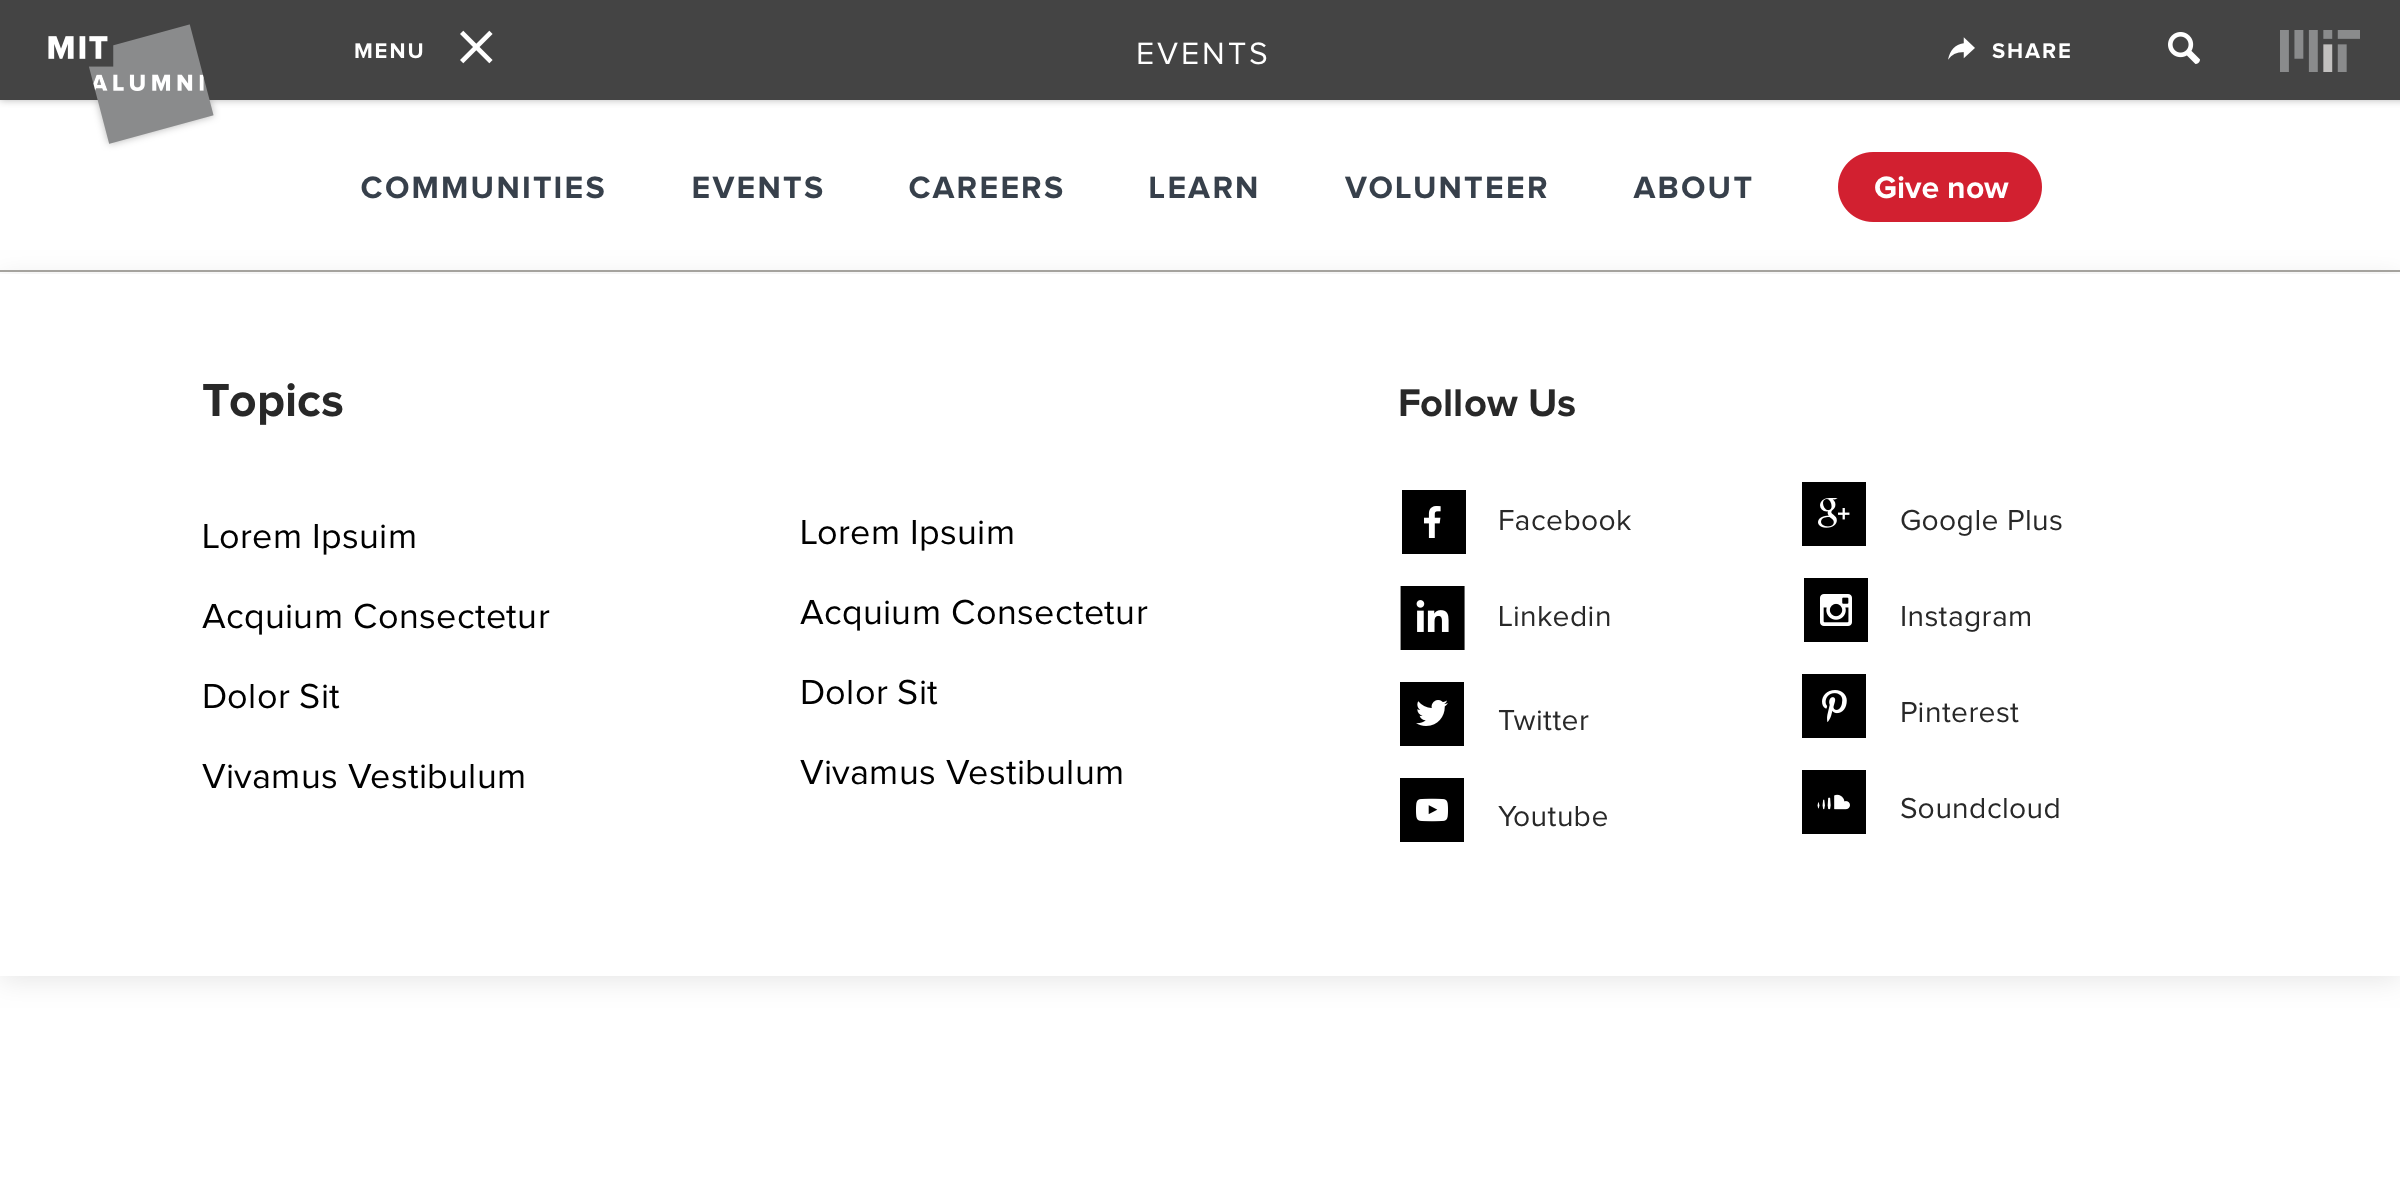 MIT
ALUMNI
MENU
EVENTS
SHARE
MIT
COMMUNITIES EVENTS CAREERS LEARN VOLUNTEER ABOUT Give now
Topics
Lorem Ipsuim
Acquium Consectetur
Dolor Sit
Vivamus Vestibulum
Lorem Ipsuim
Acquium Consectetur
Dolor Sit
Vivamus Vestibulum
Follow Us
f Facebook
in Linkedin
Twitter
Youtube
g+ Google Plus
Instagram
Pinterest
Soundcloud